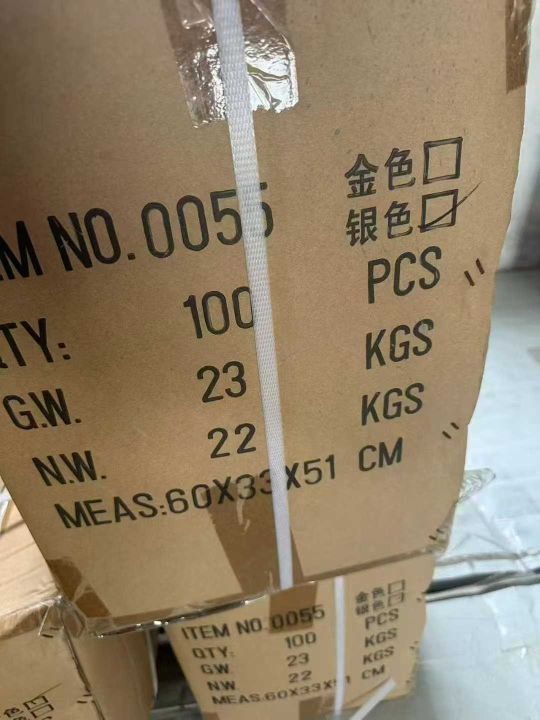 金色
银色
ITEM NO. 0055
QTY: 100 PCS
G.W. 23 KGS
N.W. 22 KGS
MEAS:60X33X51 CM
金色
银色
ITEM NO. 0055
QTY: 100 PCS
G.W. 23 KGS
N.W. 22 KGS
MEAS:60X33X51 CM